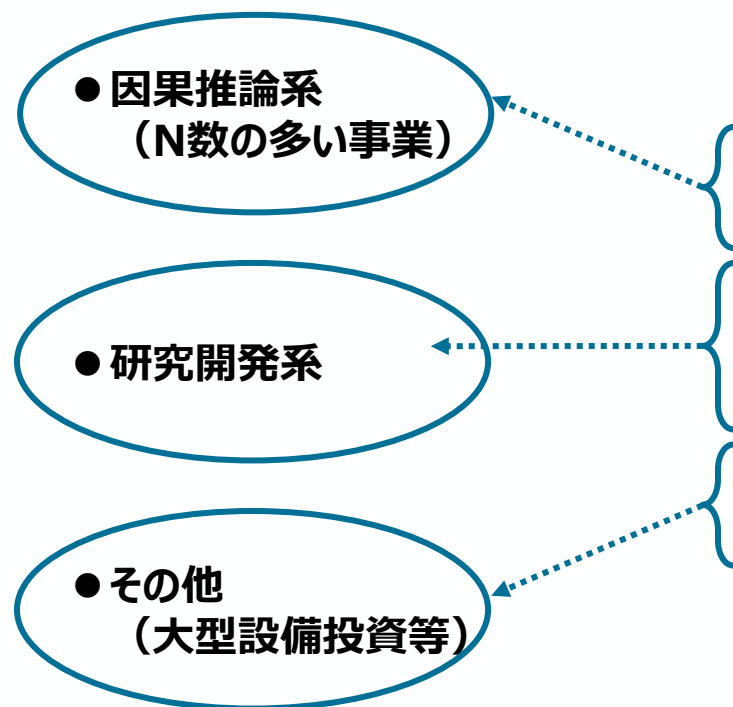 ● 因果推論系
（N数の多い事業）
● 研究開発系
● その他
（大型設備投資等）